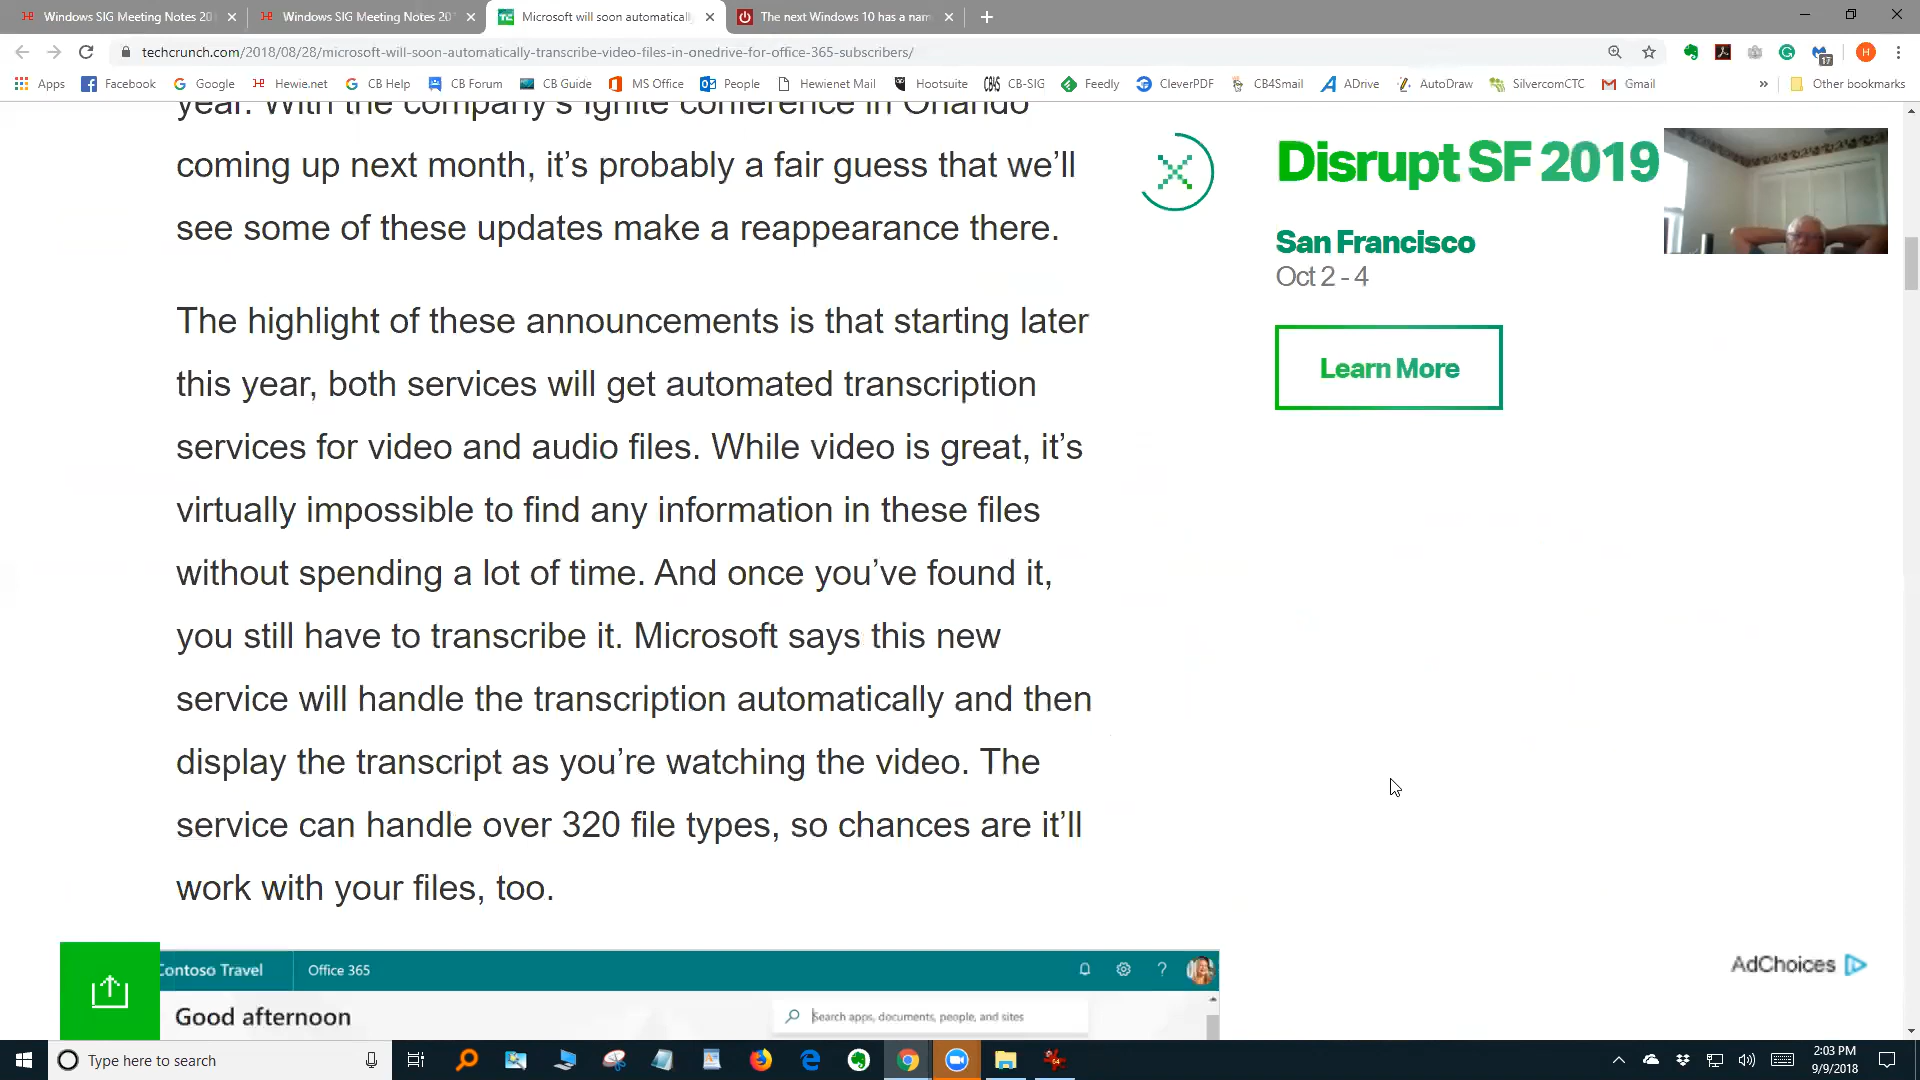 Windows SIG Meeting Notes 20
Windows SIG Meeting Notes 20
Microsoft will soon automatically
The next Windows 10 has a nam
techcrunch.com/2018/08/28/microsoft-will-soon-automatically-transcribe-video-files-in-onedrive-for-office-365-subscribers/
17
H
Apps
Facebook
Google
Hewie.net
CB Help
CB Forum
CB Guide
MS Office
People
Hewienet Mail
Hootsuite
CB-SIG
Feedly
CleverPDF
CB4Smail
ADrive
AutoDraw
SilvercomCTC
Gmail
»
Other bookmarks
year. With the company's Ignite conference in Orlando
coming up next month, it's probably a fair guess that we'll
see some of these updates make a reappearance there.
The highlight of these announcements is that starting later
this year, both services will get automated transcription
services for video and audio files. While video is great, it's
virtually impossible to find any information in these files
without spending a lot of time. And once you've found it,
you still have to transcribe it. Microsoft says this new
service will handle the transcription automatically and then
display the transcript as you're watching the video. The
service can handle over 320 file types, so chances are it'll
work with your files, too.
Disrupt SF 2019
San Francisco
Oct 2 - 4
Learn More
AdChoices
Contoso Travel
Office 365
?
Good afternoon
Search apps, documents, people, and sites
Type here to search
2:03 PM
9/9/2018